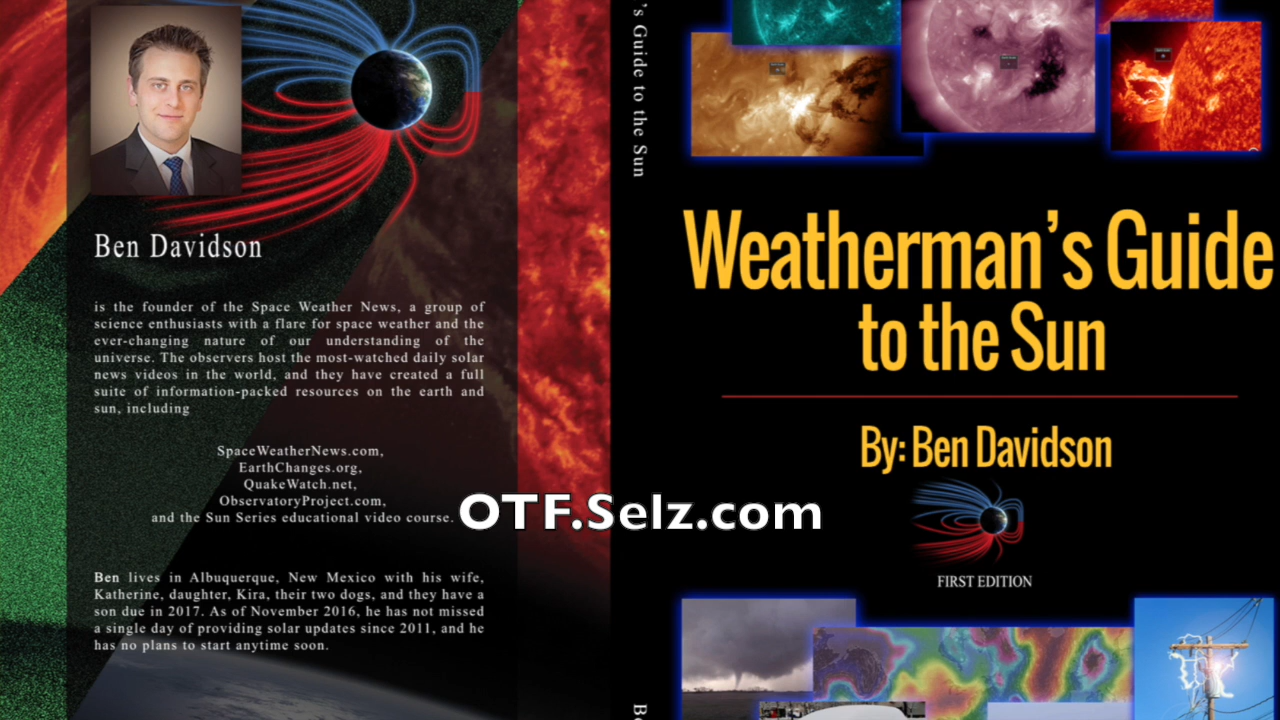 Ben Davidson
is the founder of the Space Weather News, a group of
science enthusiasts with a flare for space weather and the
ever-changing nature of our understanding of the
universe. The observers host the most-watched daily solar
news videos in the world, and they have created a full
suite of information-packed resources on the earth and
sun, including
SpaceWeatherNews.com,
EarthChanges.org,
QuakeWatch.net,
ObservatoryProject.com,
and the Sun Series educational video course.
Ben lives in Albuquerque, New Mexico with his wife,
Katherine, daughter, Kira, their two dogs, and they have a
son due in 2017. As of November 2016, he has not missed
a single day of providing solar updates since 2011, and he
has no plans to start anytime soon.
OTF.Selz.com
's Guide to the Sun
Be
Weatherman's Guide
to the Sun
By: Ben Davidson
FIRST EDITION